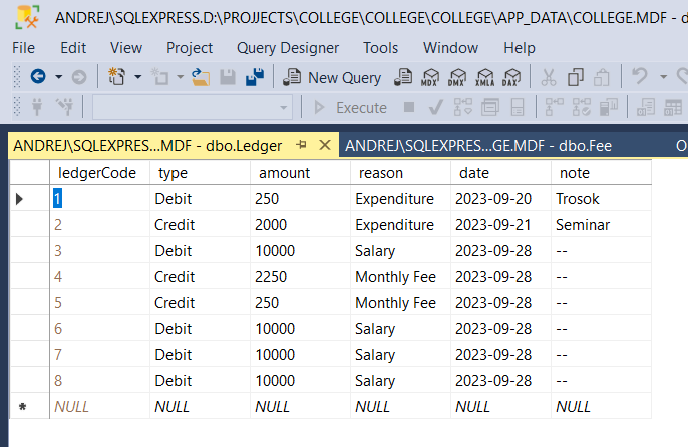 ANDREJ\SQLEXPRESS.D:\PROJJECTS\COLLEGE\COLLEGE\COLLEGE\APP_DATA\COLLEGE.MDF - d
File Edit View Project Query Designer Tools Window Help
New Query MDX DMX XMLA DAX
Execute
ANDREJ\SQLEXPRES...MDF - dbo.Ledger ANDREJ\SQLEXPRES...GE.MDF - dbo.Fee O
ledgerCode type amount reason date note
1 Debit 250 Expenditure 2023-09-20 Trosok
2 Credit 2000 Expenditure 2023-09-21 Seminar
3 Debit 10000 Salary 2023-09-28 --
4 Credit 2250 Monthly Fee 2023-09-28 --
5 Credit 250 Monthly Fee 2023-09-28 --
6 Debit 10000 Salary 2023-09-28 --
7 Debit 10000 Salary 2023-09-28 --
8 Debit 10000 Salary 2023-09-28 --
NULL NULL NULL NULL NULL NULL